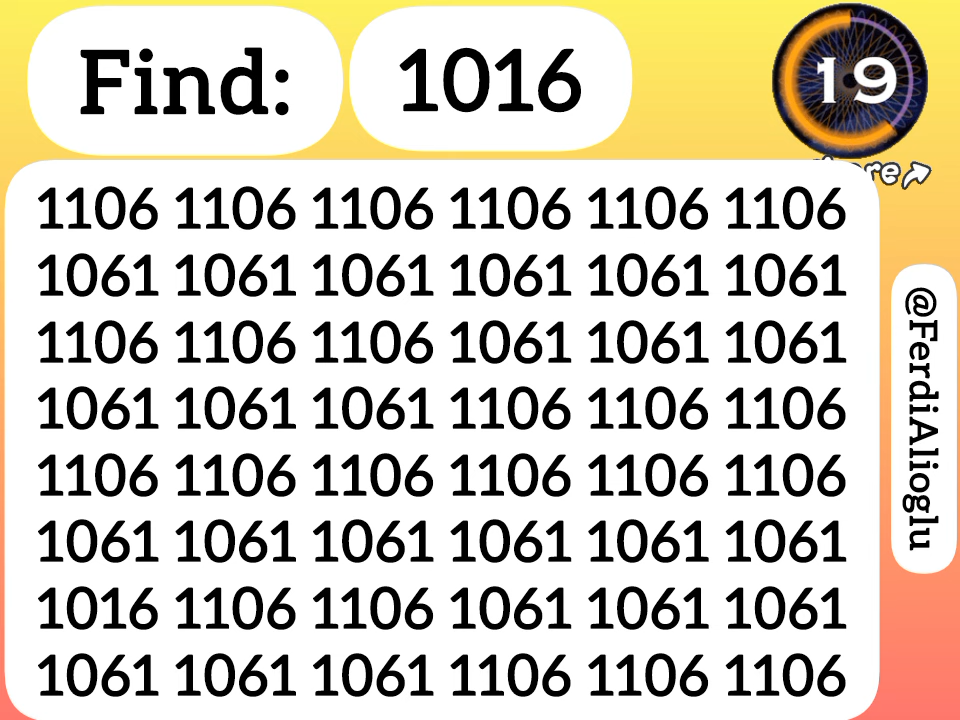 Find: 1016
19
1106 1106 1106 1106 1106 1106
1061 1061 1061 1061 1061 1061
1106 1106 1106 1061 1061 1061
1061 1061 1061 1106 1106 1106
1106 1106 1106 1106 1106 1106
1061 1061 1061 1061 1061 1061
1016 1106 1106 1061 1061 1061
1061 1061 1061 1106 1106 1106
@FerdiAlioglu